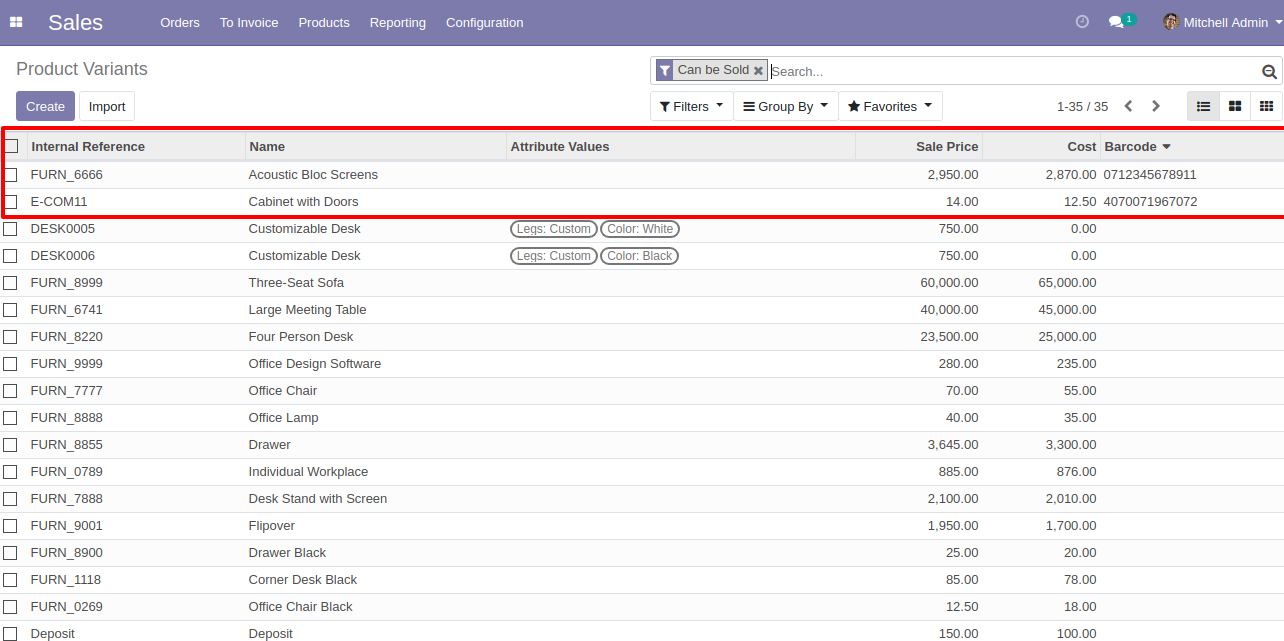 Sales Orders To Invoice Products Reporting Configuration 1 Mitchell Admin
Product Variants Can be Sold Search...
Create Import Filters Group By Favorites 1-35 / 35
Internal Reference Name Attribute Values Sale Price Cost Barcode
FURN_6666 Acoustic Bloc Screens 2,950.00 2,870.00 0712345678911
E-COM11 Cabinet with Doors 14.00 12.50 4070071967072
DESK0005 Customizable Desk Legs: Custom Color: White 750.00 0.00
DESK0006 Customizable Desk Legs: Custom Color: Black 750.00 0.00
FURN_8999 Three-Seat Sofa 60,000.00 65,000.00
FURN_6741 Large Meeting Table 40,000.00 45,000.00
FURN_8220 Four Person Desk 23,500.00 25,000.00
FURN_9999 Office Design Software 280.00 235.00
FURN_7777 Office Chair 70.00 55.00
FURN_8888 Office Lamp 40.00 35.00
FURN_8855 Drawer 3,645.00 3,300.00
FURN_0789 Individual Workplace 885.00 876.00
FURN_7888 Desk Stand with Screen 2,100.00 2,010.00
FURN_9001 Flipover 1,950.00 1,700.00
FURN_8900 Drawer Black 25.00 20.00
FURN_1118 Corner Desk Black 85.00 78.00
FURN_0269 Office Chair Black 12.50 18.00
Deposit Deposit 150.00 100.00